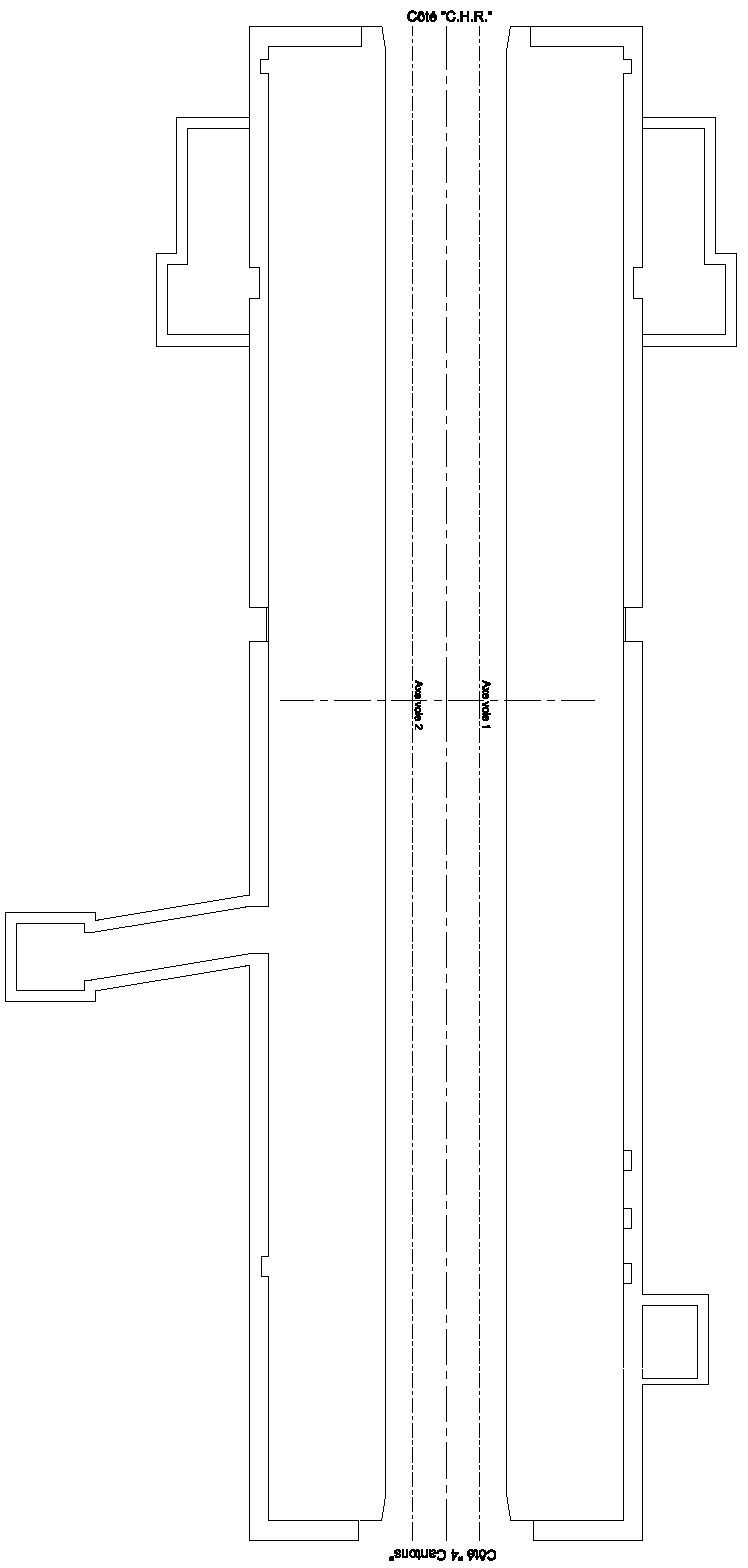 Côté "C.H.R."
Axe voie 2
Axe voie 1
Côté "4 Cantons"